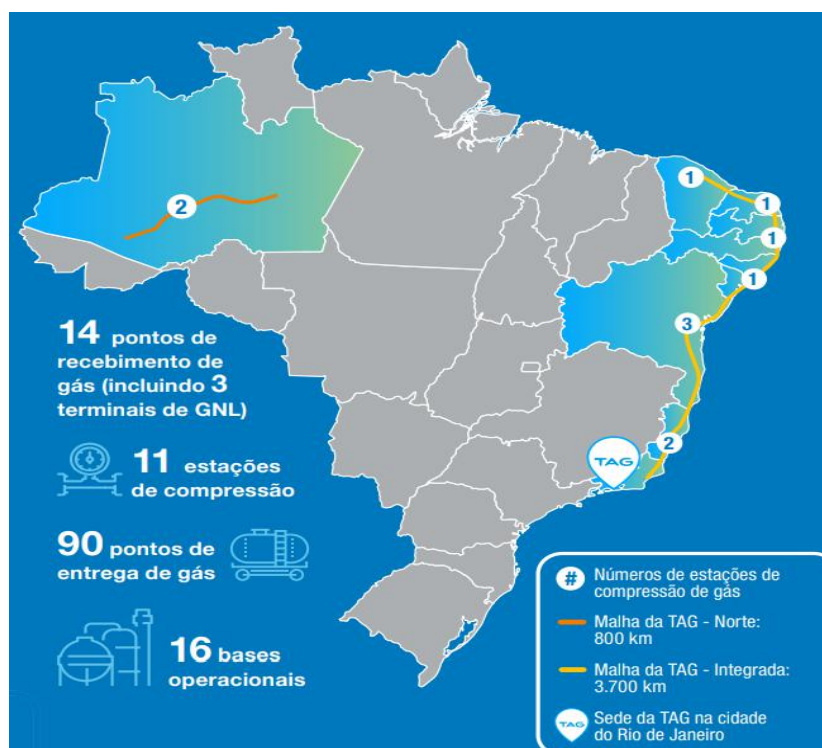 2
1
1
1
1
3
2
TAG
14 pontos de
recebimento de
gás (incluindo 3
terminais de GNL)
11 estações
de compressão
90 pontos de
entrega de gás
16 bases
operacionais
# Números de estações de
compressão de gás
Malha da TAG - Norte:
800 km
Malha da TAG - Integrada:
3.700 km
TAG Sede da TAG na cidade
do Rio de Janeiro